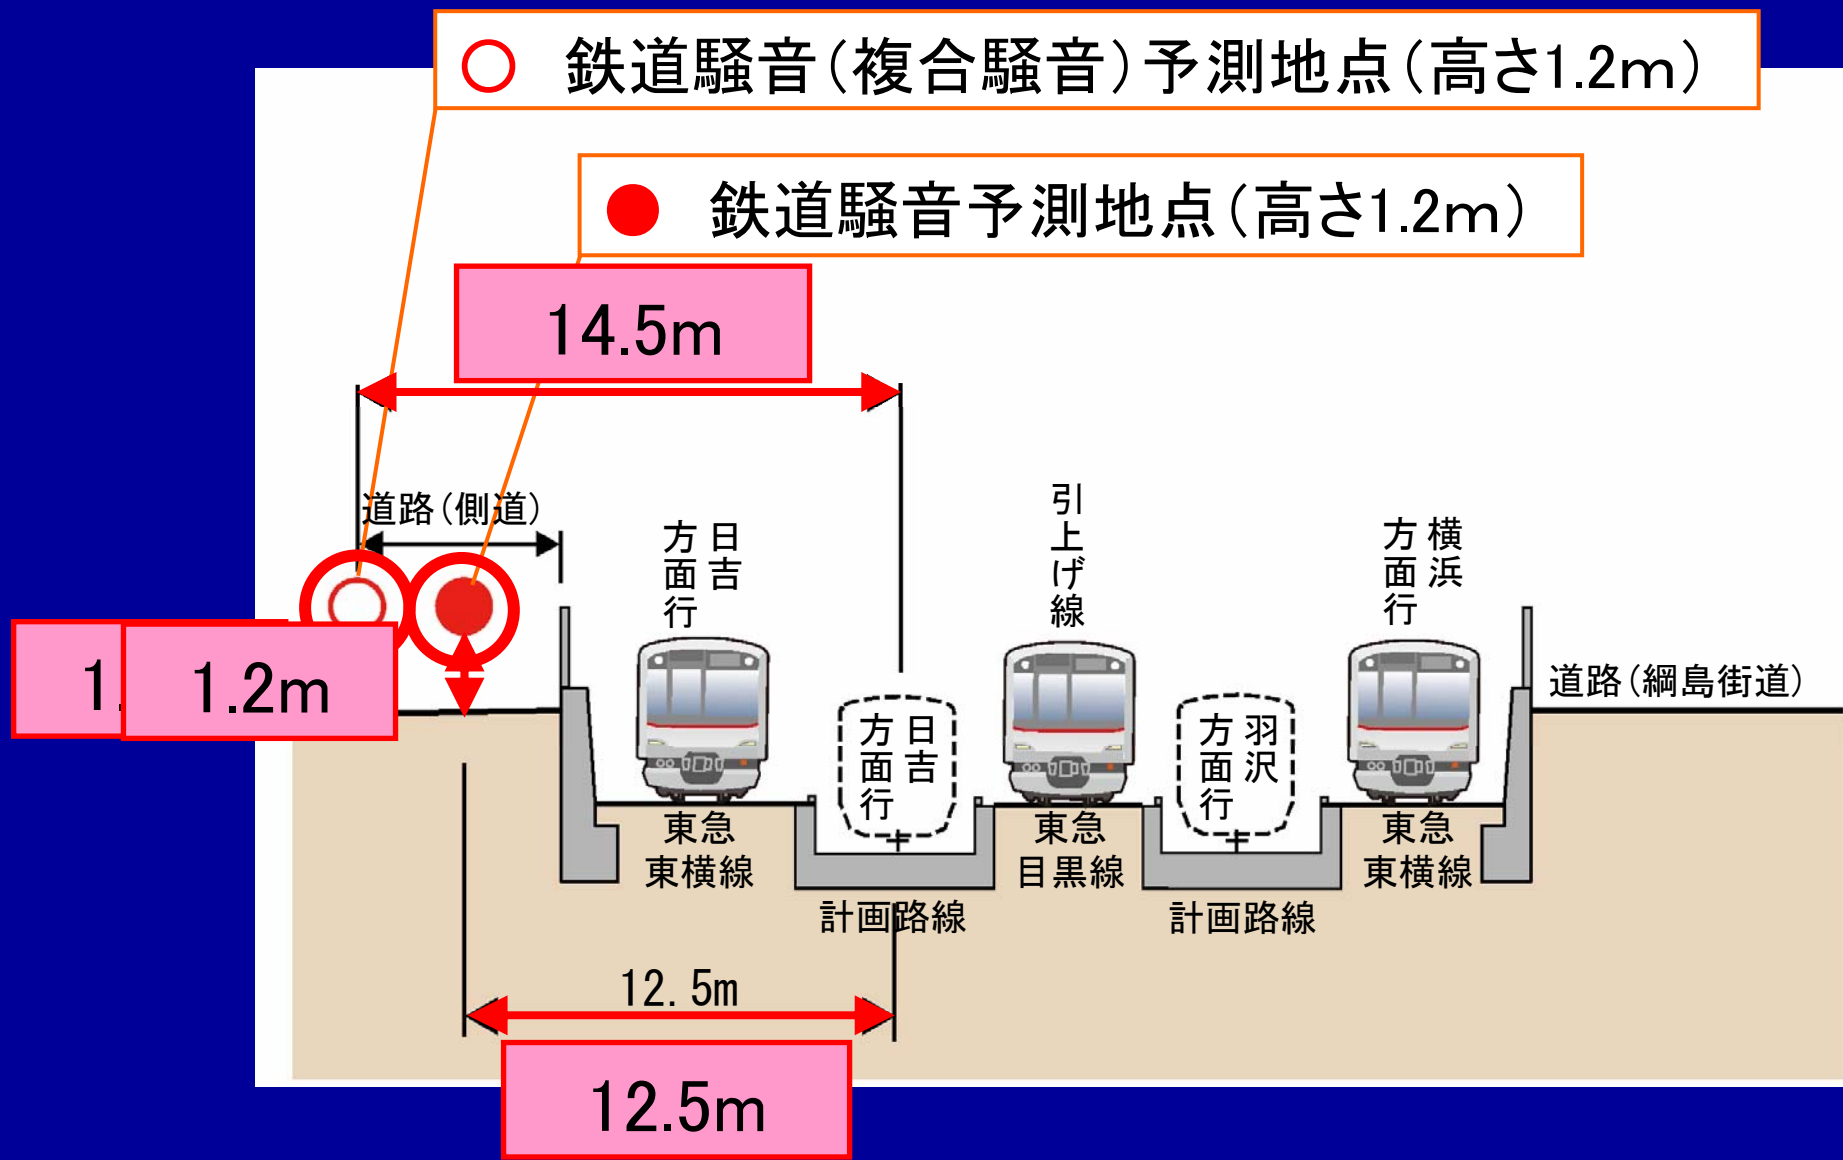 ○ 鉄道騒音(複合騒音)予測地点(高さ1.2m)
● 鉄道騒音予測地点(高さ1.2m)
14.5m
道路(側道)
日吉
方面行
引上げ線
横浜
方面行
道路(綱島街道)
1.
1.2m
日吉
方面行
羽沢
方面行
東急
東横線
東急
目黒線
東急
東横線
計画路線
計画路線
12.5m
12.5m